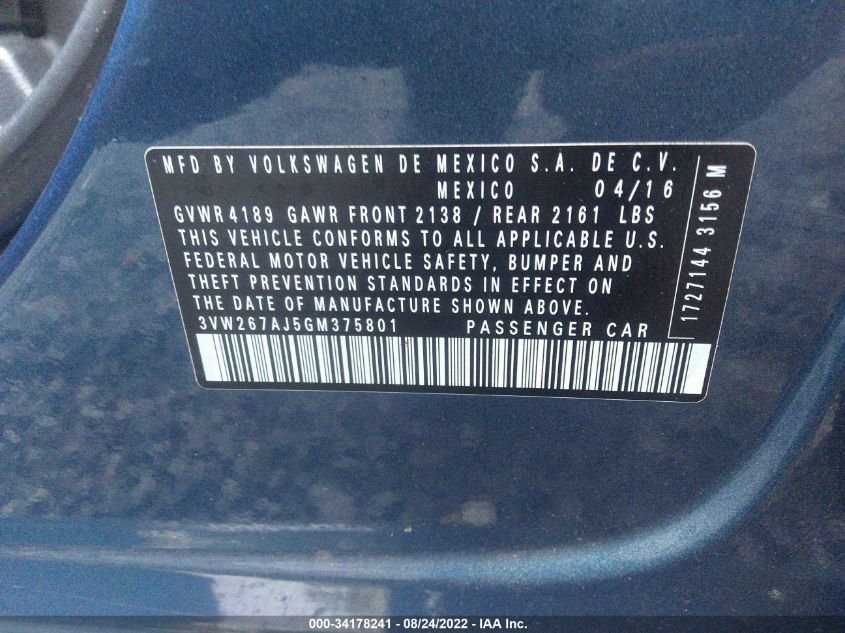 MFD BY VOLKSWAGEN DE MEXICO S.A. DE C.V.
MEXICO 04/16
GVWR 4189 GAWR FRONT 2138 / REAR 2161 LBS
THIS VEHICLE CONFORMS TO ALL APPLICABLE U.S.
FEDERAL MOTOR VEHICLE SAFETY, BUMPER AND
THEFT PREVENTION STANDARDS IN EFFECT ON
THE DATE OF MANUFACTURE SHOWN ABOVE.
3VW267AJ5GM375801 PASSENGER CAR
1727144 3156 M
000-34178241 - 08/24/2022 - IAA Inc.